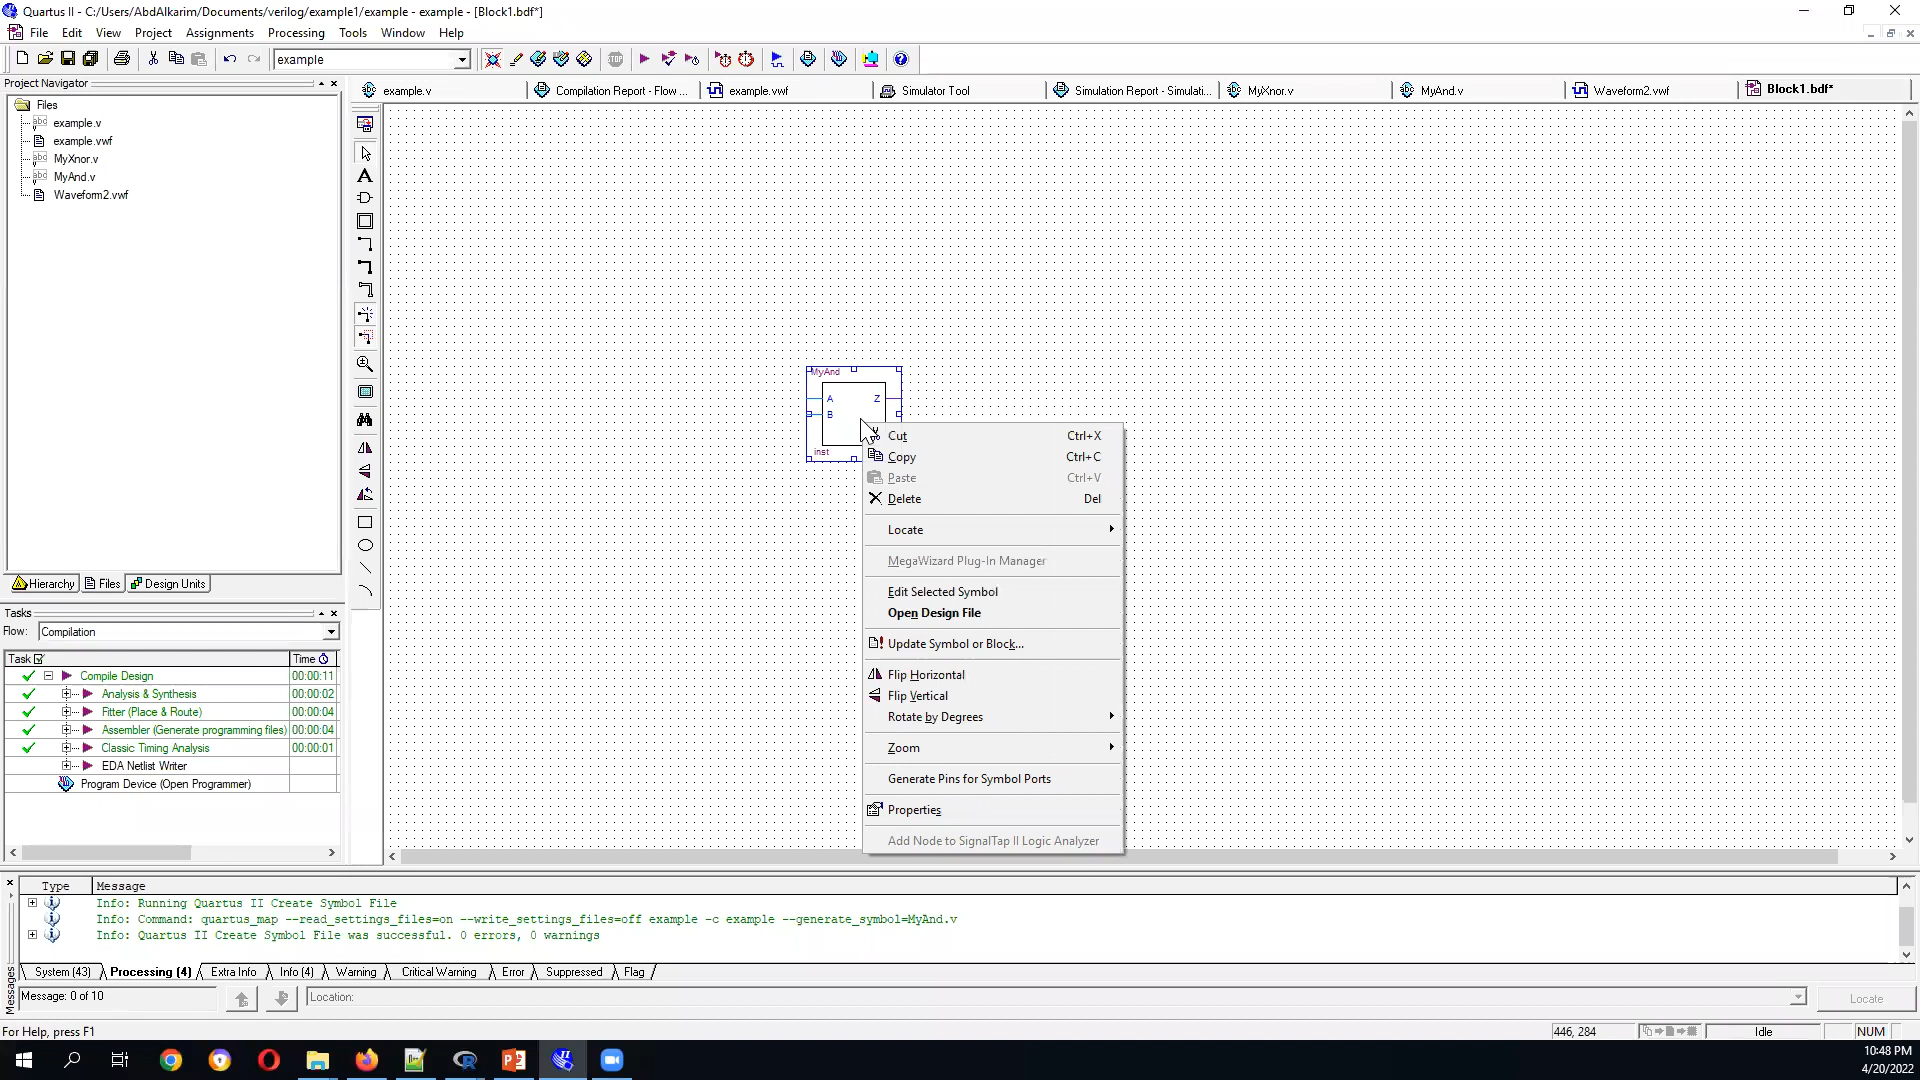 Quartus II - C:/Users/AbdAlkarim/Documents/verilog/example1/example - example - [Block1.bdf*]
File Edit View Project Assignments Processing Tools Window Help
example
Project Navigator
Files
example.v
example.vwf
MyXnor.v
MyAnd.v
Waveform2.vwf
Hierarchy Files Design Units
Tasks
Flow: Compilation
Task Time
Compile Design 00:00:11
Analysis & Synthesis 00:00:02
Fitter (Place & Route) 00:00:04
Assembler (Generate programming files) 00:00:04
Classic Timing Analysis 00:00:01
EDA Netlist Writer
Program Device (Open Programmer)
example.v Compilation Report - Flow ... example.vwf Simulator Tool Simulation Report - Simulati... MyXnor.v MyAnd.v Waveform2.vwf Block1.bdf*
MyAnd
A Z
B
inst
Cut Ctrl+X
Copy Ctrl+C
Paste Ctrl+V
Delete Del
Locate
MegaWizard Plug-In Manager
Edit Selected Symbol
Open Design File
Update Symbol or Block...
Flip Horizontal
Flip Vertical
Rotate by Degrees
Zoom
Generate Pins for Symbol Ports
Properties
Add Node to SignalTap II Logic Analyzer
Type Message
Info: Running Quartus II Create Symbol File
Info: Command: quartus_map --read_settings_files=on --write_settings_files=off example -c example --generate_symbol=MyAnd.v
Info: Quartus II Create Symbol File was successful. 0 errors, 0 warnings
System (43) Processing (4) Extra Info Info (4) Warning Critical Warning Error Suppressed Flag
Messages
Message: 0 of 10 Location: Locate
For Help, press F1 446, 284 Idle NUM
10:48 PM
4/20/2022